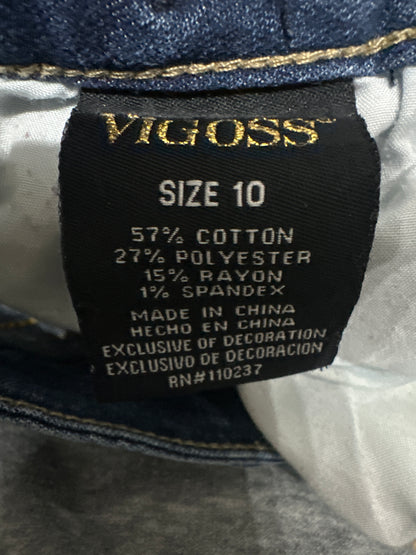 VIGOSS
SIZE 10
57% COTTON
27% POLYESTER
15% RAYON
1% SPANDEX
MADE IN CHINA
HECHO EN CHINA
EXCLUSIVE OF DECORATION
EXCLUSIVO DE DECORACION
RN#110237